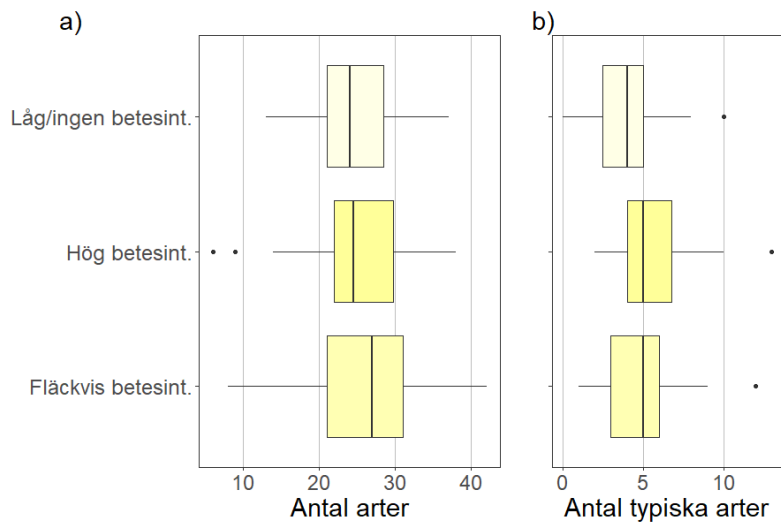 a)
b)
Låg/ingen betesint.
Hög betesint.
Fläckvis betesint.
10 20 30 40
0 5 10
Antal arter
Antal typiska arter